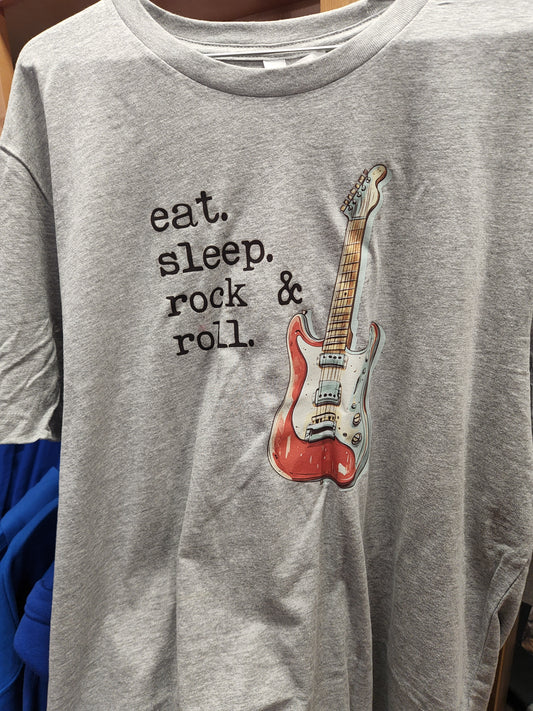 eat.
sleep.
rock &
roll.